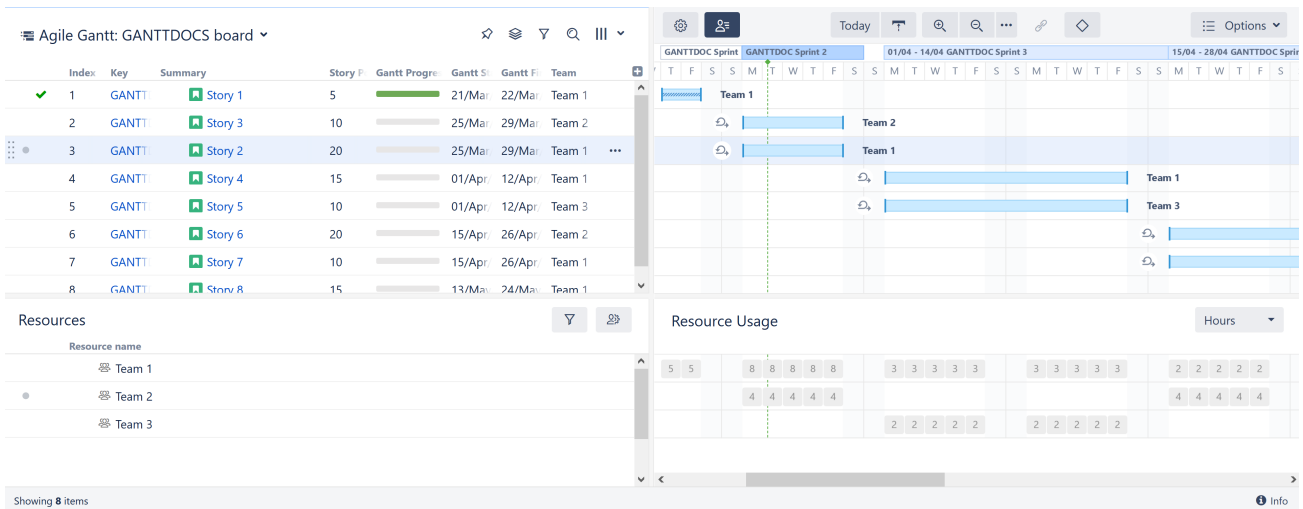 Agile Gantt: GANTTDOCS board
Today
Options
GANTTDOC Sprint GANTTDOC Sprint 2 01/04 - 14/04 GANTTDOC Sprint 3 15/04 - 28/04 GANTTDOC Sprin
Index Key Summary Story P Gantt Progre Gantt S Gantt Fi Team
T F S S M T W T F S S M T W T F S S M T W T F S S M T W T F S
1 GANTT Story 1 5 21/Mar 22/Mar Team 1 Team 1
2 GANTT Story 3 10 25/Mar 29/Mar Team 2 Team 2
3 GANTT Story 2 20 25/Mar 29/Mar Team 1 Team 1
4 GANTT Story 4 15 01/Apr/ 12/Apr/ Team 1 Team 1
5 GANTT Story 5 10 01/Apr/ 12/Apr/ Team 3 Team 3
6 GANTT Story 6 20 15/Apr/ 26/Apr/ Team 2
7 GANTT Story 7 10 15/Apr/ 26/Apr/ Team 1
8 GANTT Story 8 15 13/May 24/May Team 1
Resources
Resource Usage
Hours
Resource name
Team 1 5 5 8 8 8 8 8 3 3 3 3 3 3 3 3 3 3 2 2 2 2 2
Team 2 4 4 4 4 4 4 4 4 4 4
Team 3 2 2 2 2 2 2 2 2 2 2
Showing 8 items
Info